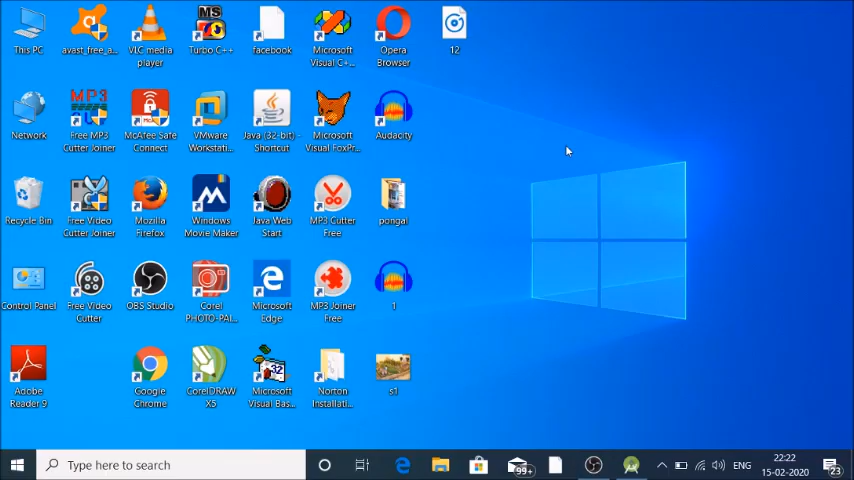 This PC
avast_free_a...
VLC media
player
Turbo C++
facebook
Microsoft
Visual C+...
Opera
Browser
12
Network
Free MP3
Cutter Joiner
McAfee Safe
Connect
VMware
Workstati...
Java (32-bit) -
Shortcut
Microsoft
Visual FoxPr...
Audacity
Recycle Bin
Free Video
Cutter Joiner
Mozilla
Firefox
Windows
Movie Maker
Java Web
Start
MP3 Cutter
Free
pongal
Control Panel
Free Video
Cutter
OBS Studio
Corel
PHOTO-PAI...
Microsoft
Edge
MP3 Joiner
Free
1
Adobe
Reader 9
Google
Chrome
CorelDRAW
X5
Microsoft
Visual Bas...
Norton
Installati...
s1
Type here to search
99+
ENG
22:22
15-02-2020
23